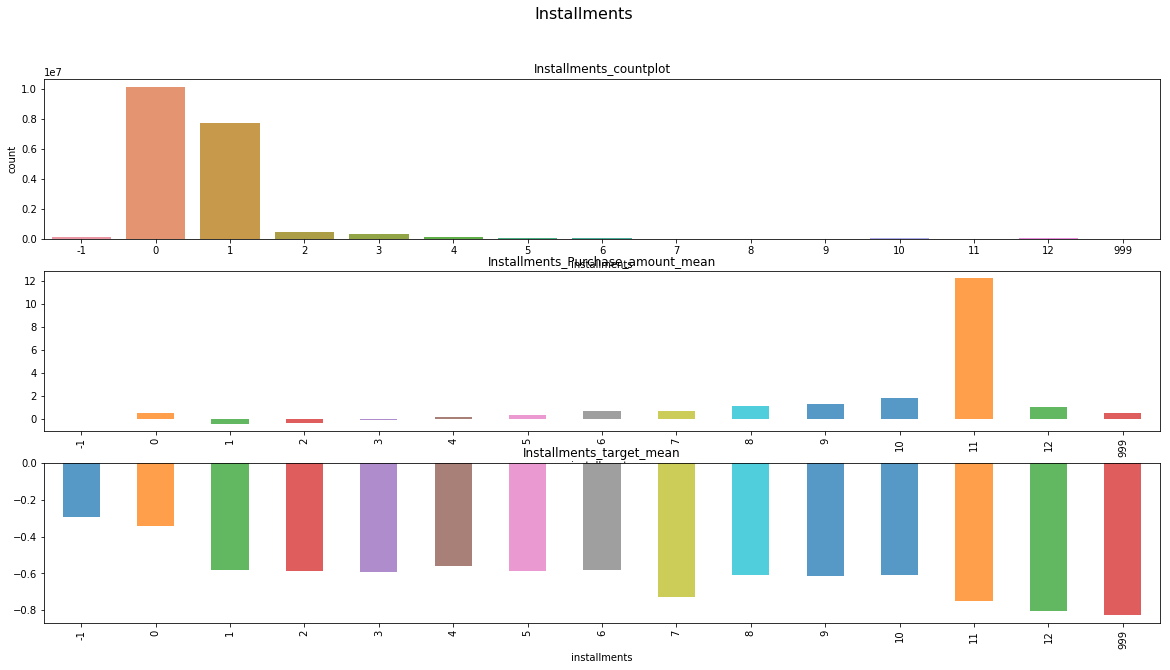 Installments
Installments_countplot
1e7
1.0
0.8
0.6
0.4
0.2
0.0
count
-1 0 1 2 3 4 5 6 7 8 9 10 11 12 999
installments
Installments_Purchase_amount_mean
12
10
8
6
4
2
0
-1 0 1 2 3 4 5 6 7 8 9 10 11 12 999
Installments_target_mean
0.0
−0.2
−0.4
−0.6
−0.8
-1 0 1 2 3 4 5 6 7 8 9 10 11 12 999
installments